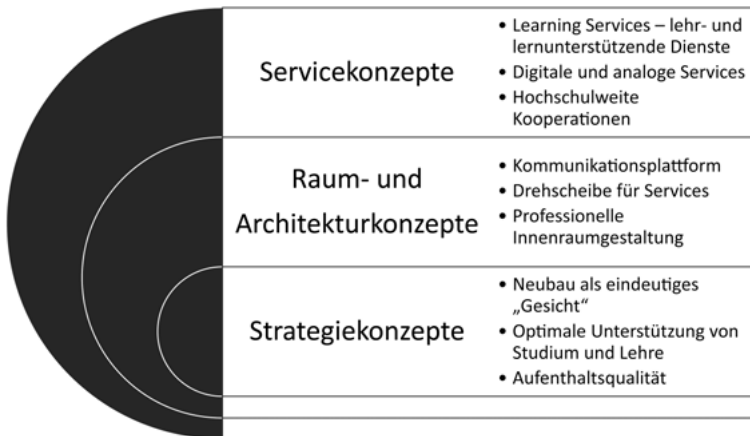 Servicekonzepte
• Learning Services – lehr- und
lernunterstützende Dienste
• Digitale und analoge Services
• Hochschulweite
Kooperationen
Raum- und
Architekturkonzepte
• Kommunikationsplattform
• Drehscheibe für Services
• Professionelle
Innenraumgestaltung
Strategiekonzepte
• Neubau als eindeutiges
„Gesicht“
• Optimale Unterstützung von
Studium und Lehre
• Aufenthaltsqualität